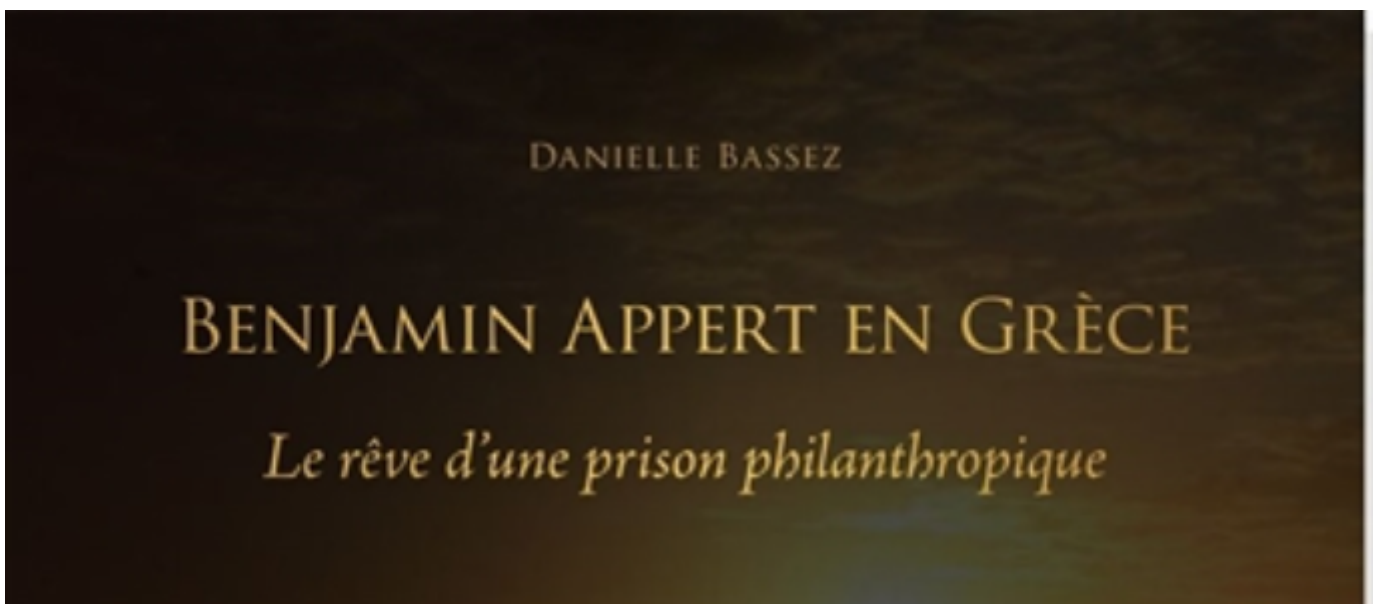 Danielle Bassez
Benjamin Appert en Grèce
Le rêve d'une prison philanthropique